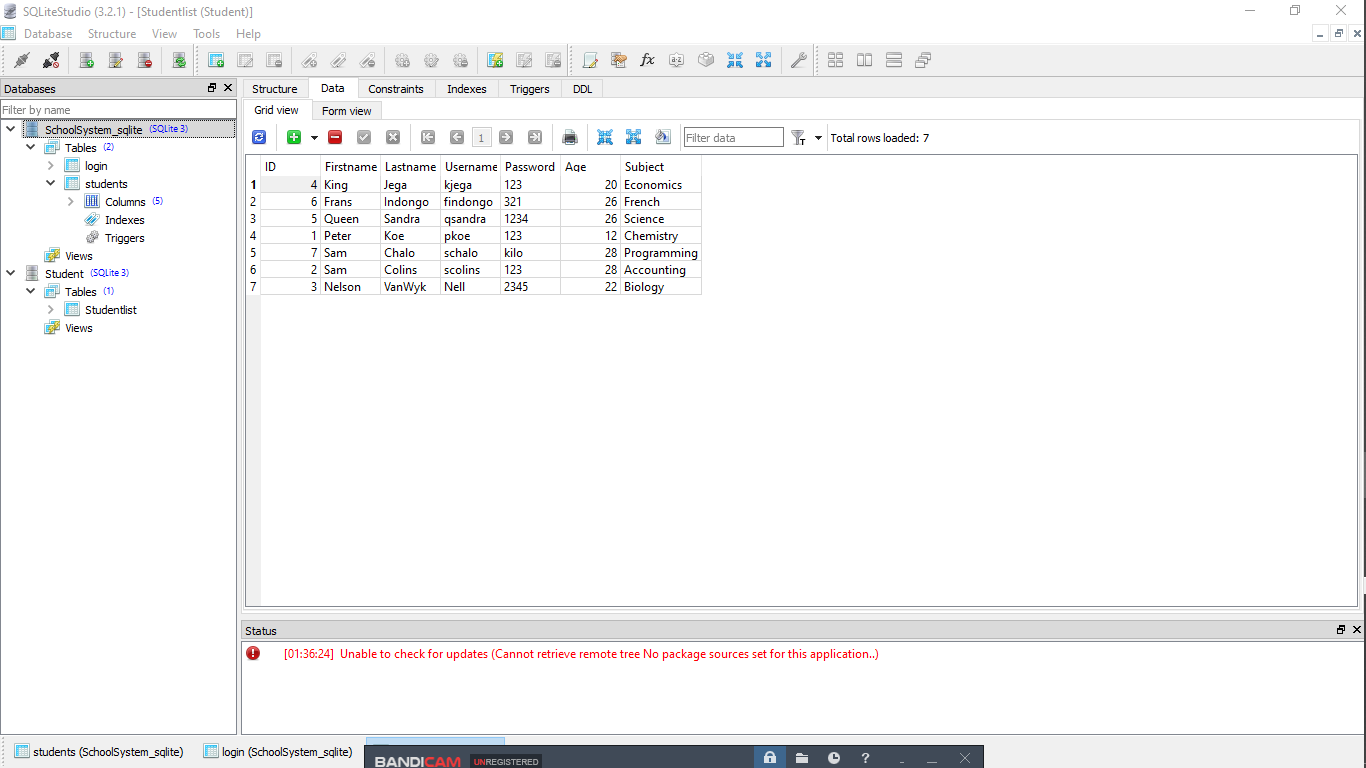 SQLiteStudio (3.2.1) - [Studentlist (Student)]
Database Structure View Tools Help
Databases
Filter by name
SchoolSystem_sqlite (SQLite 3)
Tables (2)
login
students
Columns (5)
Indexes
Triggers
Views
Student (SQLite 3)
Tables (1)
Studentlist
Views
Structure Data Constraints Indexes Triggers DDL
Grid view Form view
1 Filter data T Total rows loaded: 7
ID Firstname Lastname Username Password Age Subject
1 4 King Jega kjega 123 20 Economics
2 6 Frans Indongo findongo 321 26 French
3 5 Queen Sandra qsandra 1234 26 Science
4 1 Peter Koe pkoe 123 12 Chemistry
5 7 Sam Chalo schalo kilo 28 Programming
6 2 Sam Colins scolins 123 28 Accounting
7 3 Nelson VanWyk Nell 2345 22 Biology
Status
[01:36:24] Unable to check for updates (Cannot retrieve remote tree No package sources set for this application..)
students (SchoolSystem_sqlite) login (SchoolSystem_sqlite)
BANDICAM UNREGISTERED ?